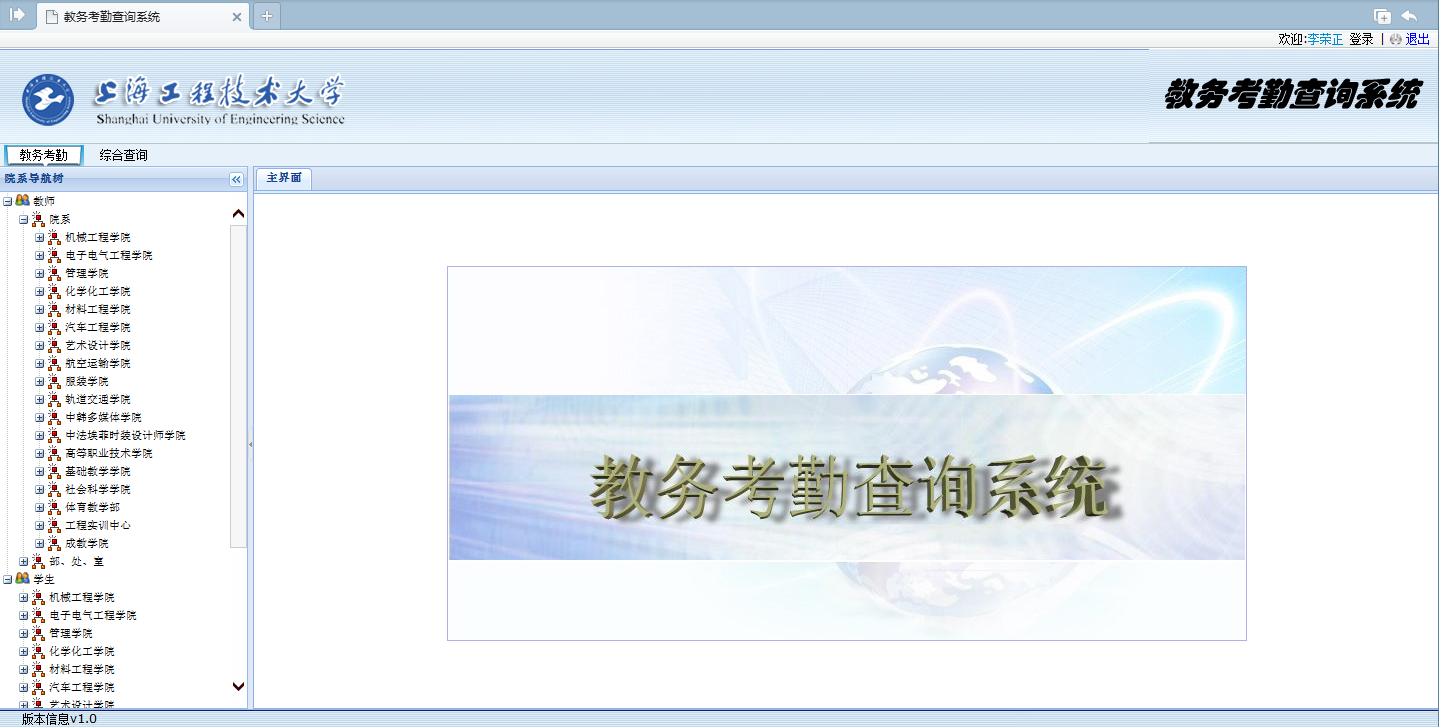 教务考勤查询系统
欢迎:李荣正 登录 | 退出
上海工程技术大学
Shanghai University of Engineering Science
教务考勤查询系统
教务考勤 综合查询
院系导航树
主界面
教师
院系
机械工程学院
电子电气工程学院
管理学院
化学化工学院
材料工程学院
汽车工程学院
艺术设计学院
航空运输学院
服装学院
轨道交通学院
中韩多媒体学院
中法埃菲时装设计师学院
高等职业技术学院
基础教学学院
社会科学学院
体育教学部
工程实训中心
成教学院
部、处、室
学生
机械工程学院
电子电气工程学院
管理学院
化学化工学院
材料工程学院
汽车工程学院
艺术设计学院
教务考勤查询系统
版本信息v1.0